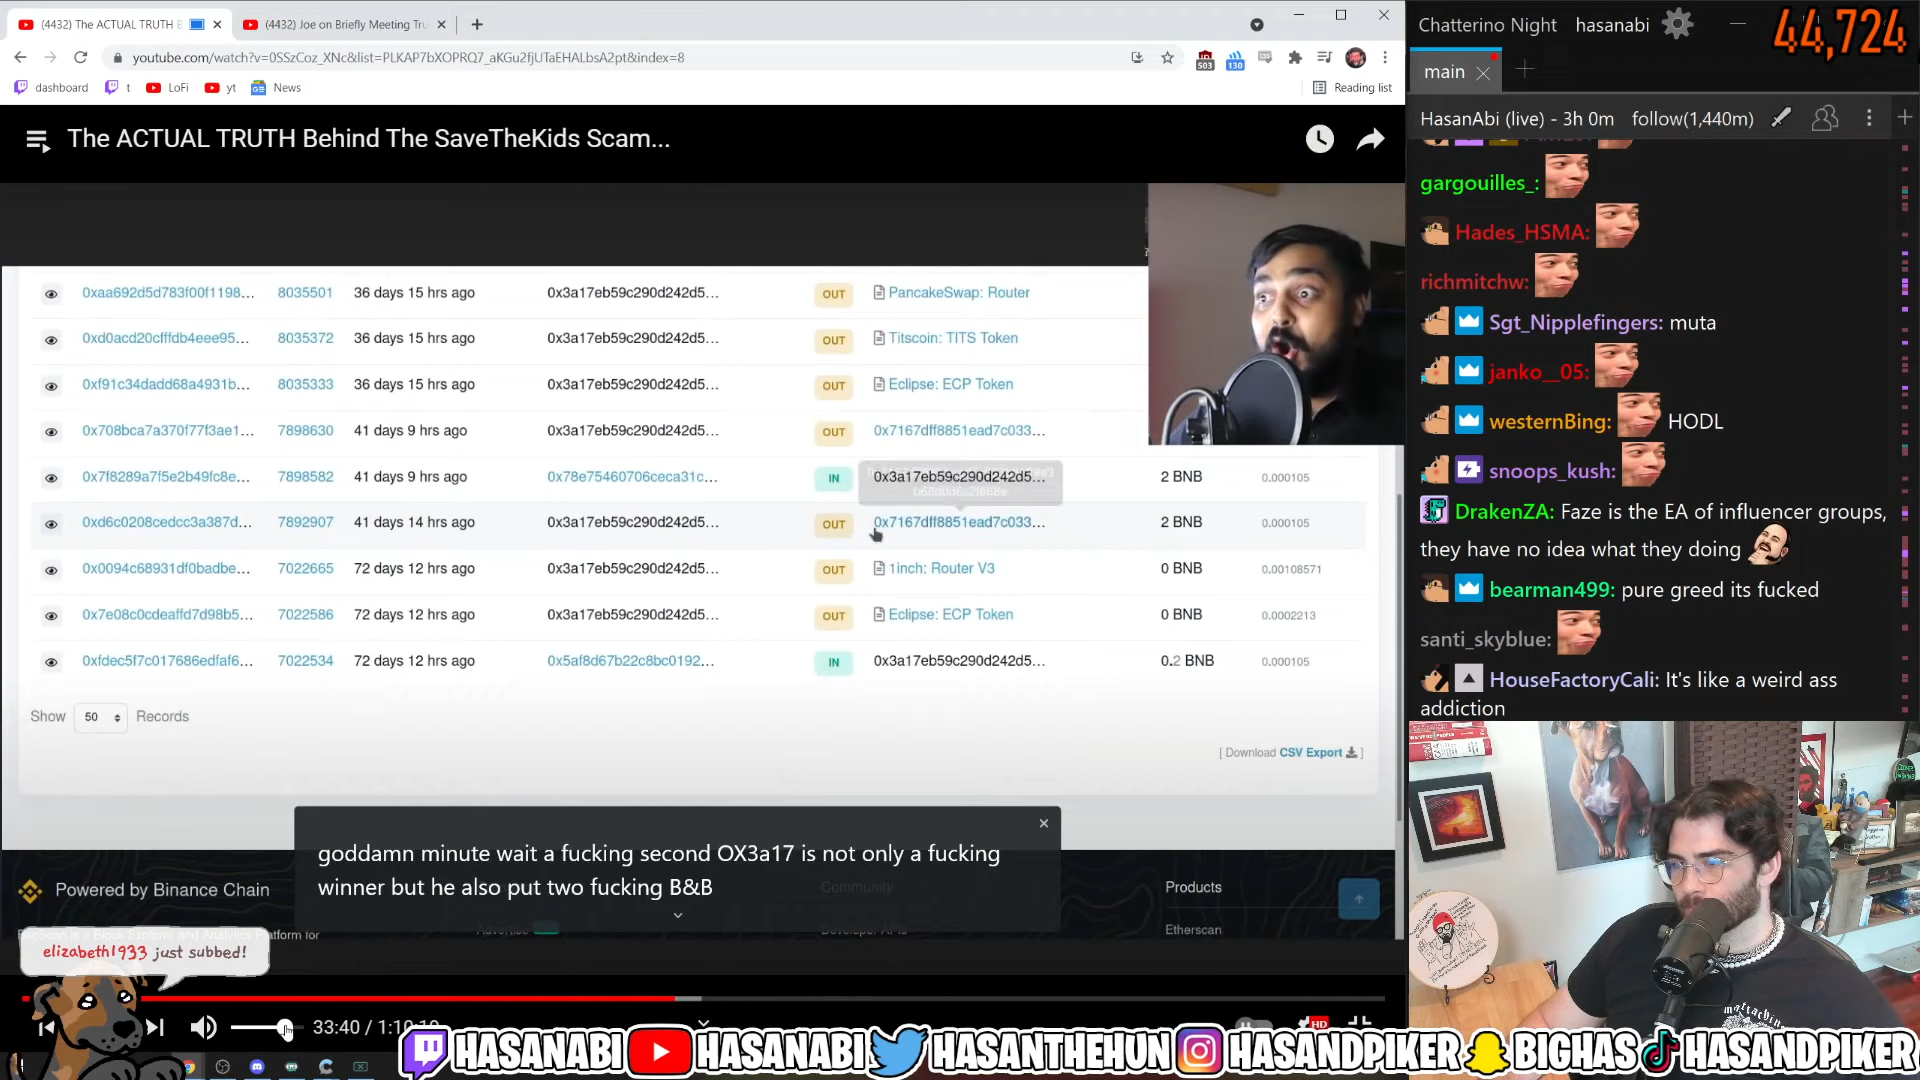 (4432) The ACTUAL TRUTH B
(4432) Joe on Briefly Meeting Tru
youtube.com/watch?v=0SSzCoz_XNc&list=PLKAP7bXOPRQ7_aKGu2fjUTaEHALbsA2pt&index=8
503
130
dashboard
t
LoFi
yt
News
Reading list
The ACTUAL TRUTH Behind The SaveTheKids Scam...
0xaa692d5d783f00f1198... 8035501 36 days 15 hrs ago 0x3a17eb59c290d242d5... OUT PancakeSwap: Router
0xd0acd20cfffdb4eee95... 8035372 36 days 15 hrs ago 0x3a17eb59c290d242d5... OUT Titscoin: TITS Token
0xf91c34dadd68a4931b... 8035333 36 days 15 hrs ago 0x3a17eb59c290d242d5... OUT Eclipse: ECP Token
0x708bca7a370f77f3ae1... 7898630 41 days 9 hrs ago 0x3a17eb59c290d242d5... OUT 0x7167dff8851ead7c033...
0x7f8289a7f5e2b49fc8e... 7898582 41 days 9 hrs ago 0x78e75460706ceca31c... IN 0x3a17eb59c290d242d5... 2 BNB 0.000105
0xd6c0208cedcc3a387d... 7892907 41 days 14 hrs ago 0x3a17eb59c290d242d5... OUT 0x7167dff8851ead7c033... 2 BNB 0.000105
0x0094c68931df0badbe... 7022665 72 days 12 hrs ago 0x3a17eb59c290d242d5... OUT 1inch: Router V3 0 BNB 0.00108571
0x7e08c0cdeaffd7d98b5... 7022586 72 days 12 hrs ago 0x3a17eb59c290d242d5... OUT Eclipse: ECP Token 0 BNB 0.0002213
0xfdec5f7c017686edfaf6... 7022534 72 days 12 hrs ago 0x5af8d67b22c8bc0192... IN 0x3a17eb59c290d242d5... 0.2 BNB 0.000105
Show 50 Records
[ Download CSV Export ]
goddamn minute wait a fucking second OX3a17 is not only a fucking
winner but he also put two fucking B&B
Powered by Binance Chain
Community
Products
Etherscan
elizabeth1933 just subbed!
33:40 / 1:10:
HD
HASANABI HASANABI HASANTHEHUN HASANDPIKER BIGHAS HASANDPIKER
Chatterino Night hasanabi
44,724
main
HasanAbi (live) - 3h 0m follow(1,440m)
gargouilles_:
Hades_HSMA:
richmitchw:
Sgt_Nipplefingers: muta
janko__05:
westernBing: HODL
snoops_kush:
DrakenZA: Faze is the EA of influencer groups,
they have no idea what they doing
bearman499: pure greed its fucked
santi_skyblue:
HouseFactoryCali: It's like a weird ass
addiction